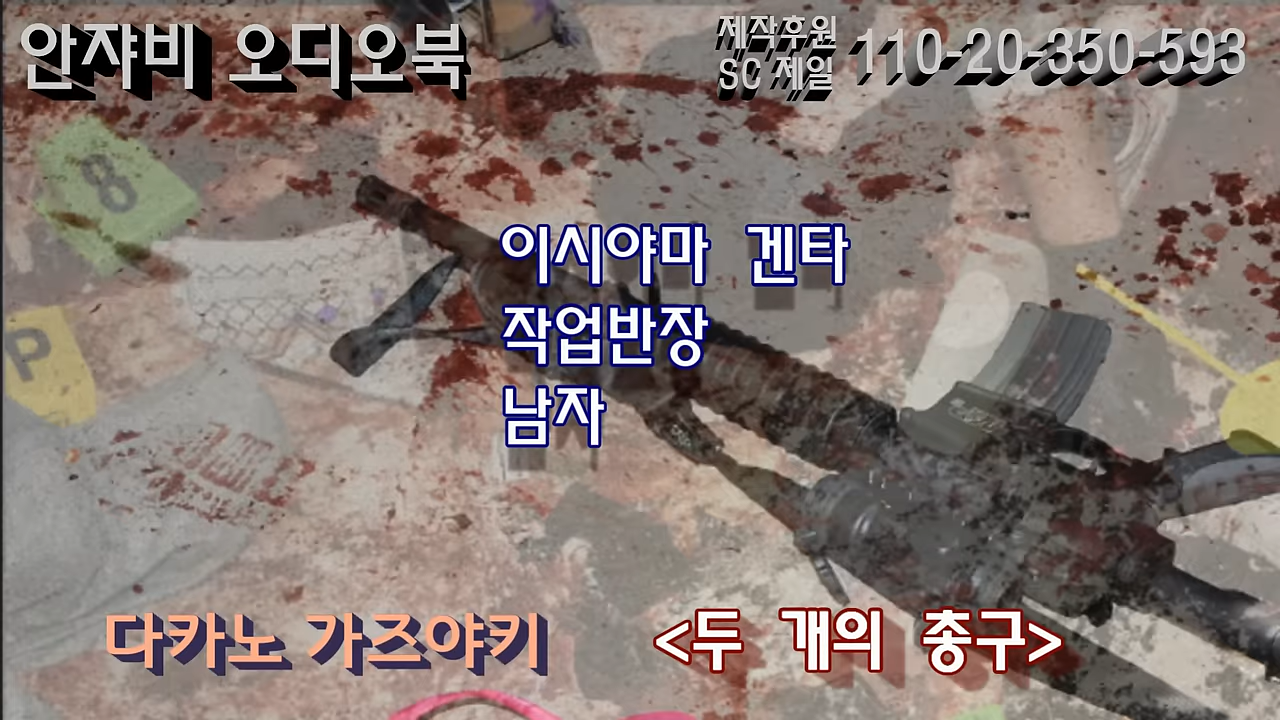 안쟈비 오디오북
제작후원
SC 제일
110-20-350-593
8
P
이시야마 겐타
작업반장
남자
다카노 가즈야키
<두 개의 총구>